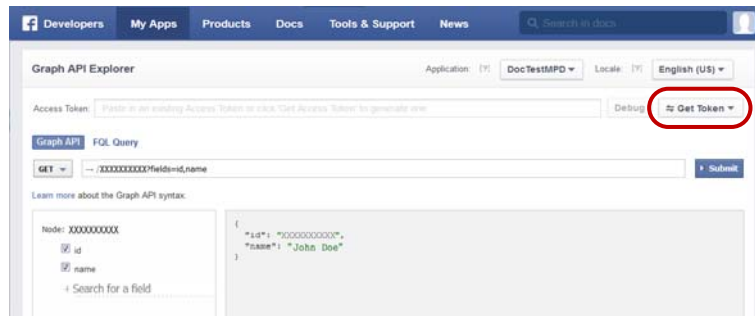 f Developers My Apps Products Docs Tools & Support News Search in docs
Graph API Explorer Application: [?] DocTestMPD Locale: [?] English (US)
Access Token: Paste in an existing Access Token or click 'Get Access Token' to generate one Debug Get Token
Graph API FQL Query
GET → /XXXXXXXXXX?fields=id,name Submit
Learn more about the Graph API syntax.
Node: XXXXXXXXXX
id
name
+ Search for a field
{
"id": "XXXXXXXXXX",
"name": "John Doe"
}